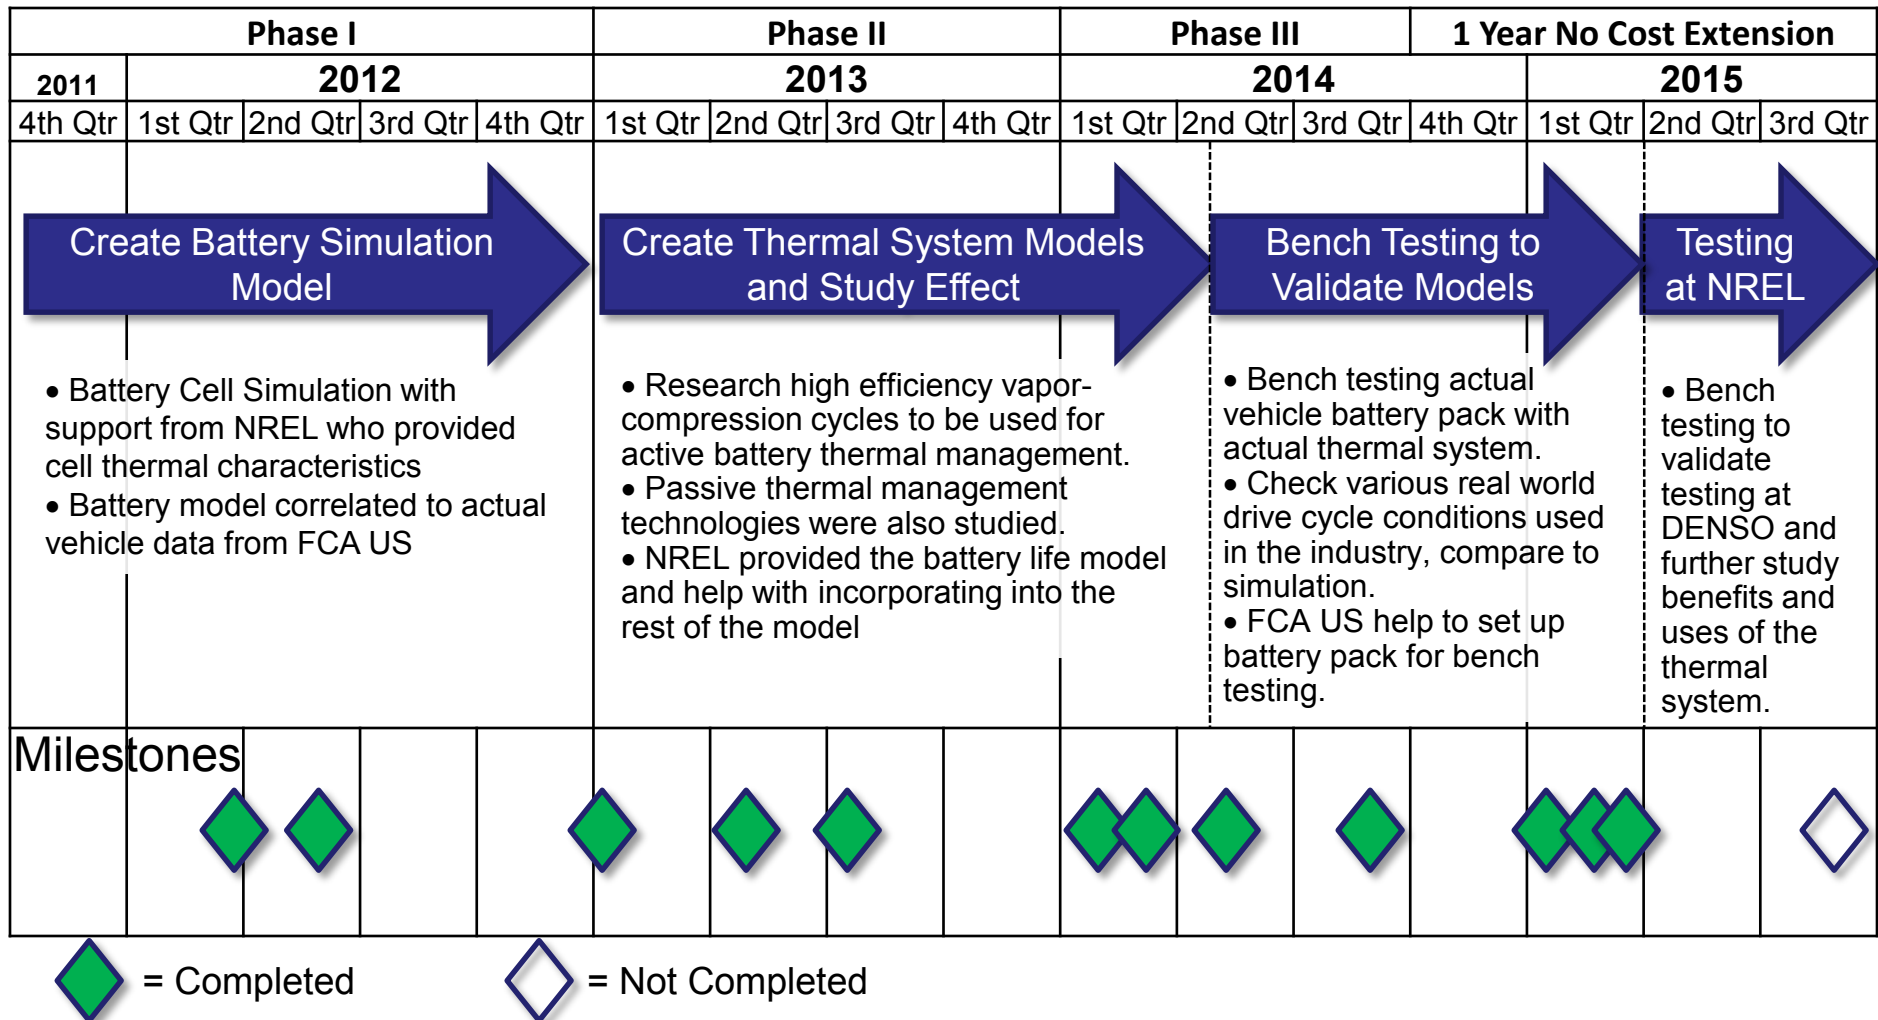 Phase I Phase II Phase III 1 Year No Cost Extension
2011 2012 2013 2014 2015
4th Qtr 1st Qtr 2nd Qtr 3rd Qtr 4th Qtr 1st Qtr 2nd Qtr 3rd Qtr 4th Qtr 1st Qtr 2nd Qtr 3rd Qtr 4th Qtr 1st Qtr 2nd Qtr 3rd Qtr
Create Battery Simulation
Model
Create Thermal System Models
and Study Effect
Bench Testing to
Validate Models
Testing
at NREL
• Battery Cell Simulation with
support from NREL who provided
cell thermal characteristics
• Battery model correlated to actual
vehicle data from FCA US
• Research high efficiency vapor-
compression cycles to be used for
active battery thermal management.
• Passive thermal management
technologies were also studied.
• NREL provided the battery life model
and help with incorporating into the
rest of the model
• Bench testing actual
vehicle battery pack with
actual thermal system.
• Check various real world
drive cycle conditions used
in the industry, compare to
simulation.
• FCA US help to set up
battery pack for bench
testing.
• Bench
testing to
validate
testing at
DENSO and
further study
benefits and
uses of the
thermal
system.
Milestones
= Completed
= Not Completed